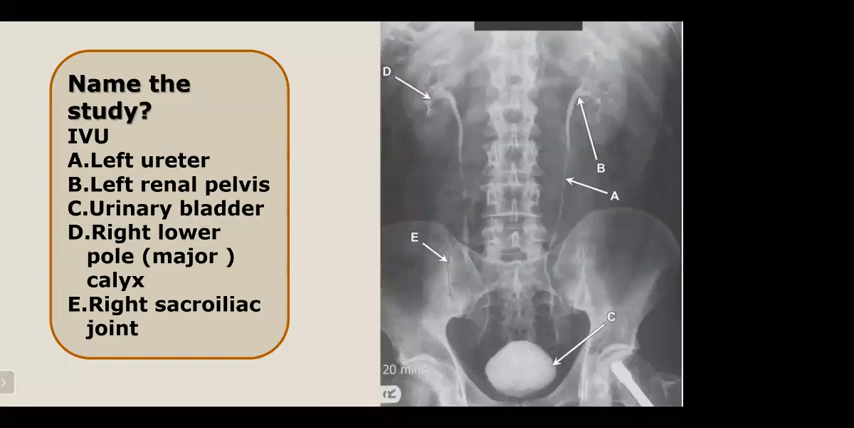 Name the
study?
IVU
A.Left ureter
B.Left renal pelvis
C.Urinary bladder
D.Right lower
pole (major )
calyx
E.Right sacroiliac
joint
D
B
A
E
C
20 mins
R